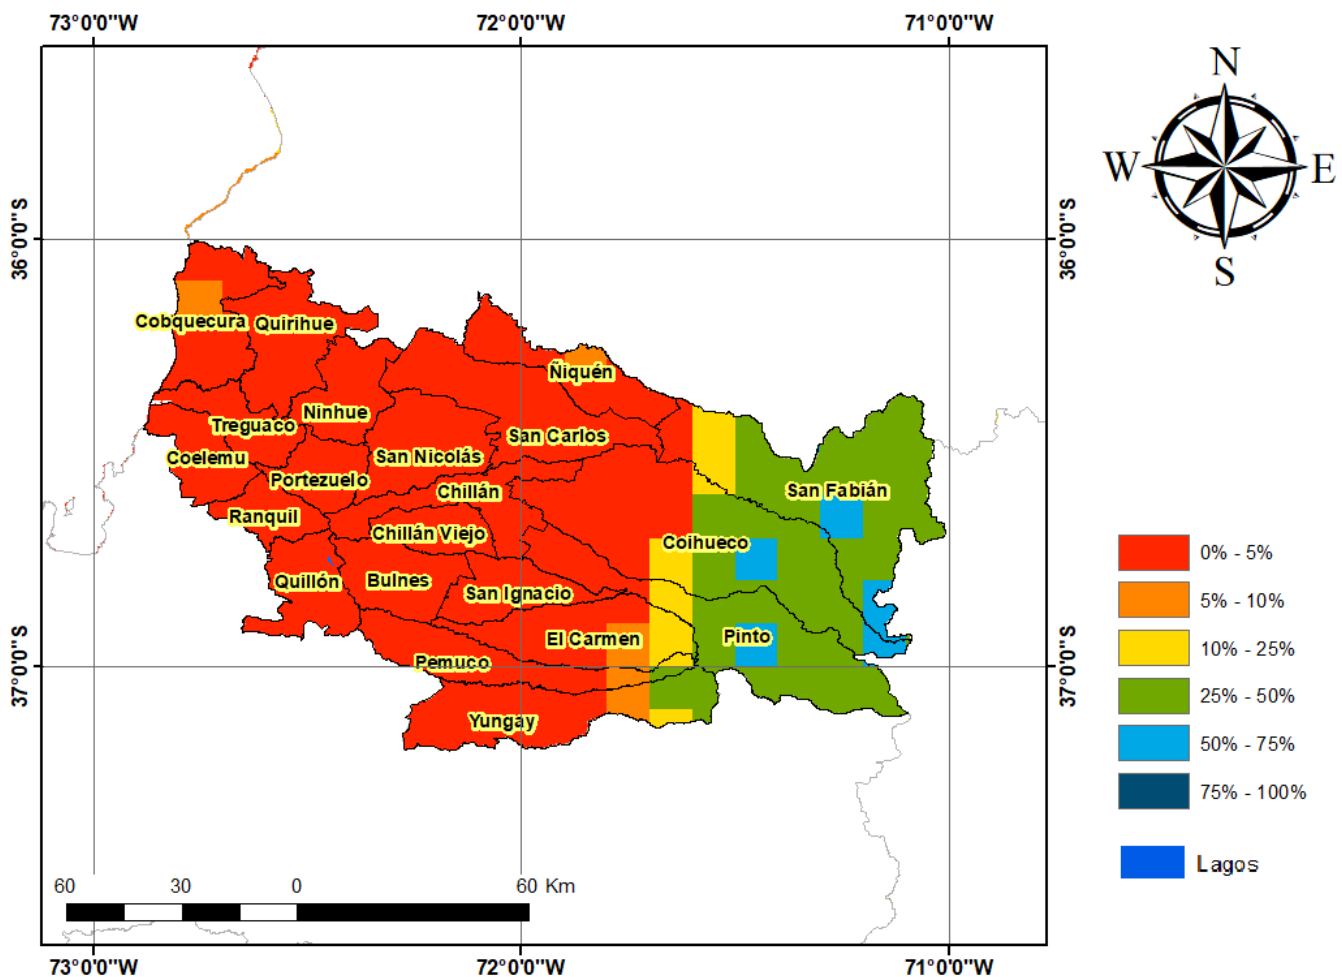 73°0'0"W 72°0'0"W 71°0'0"W
N
W E
S
36°0'0"S 36°0'0"S
Cobquecura Quirihue
Ñiquén
Ninhue
Treguaco
San Carlos
Coelemu San Nicolás
Portezuelo
Chillán San Fabián
Ranquil
Chillán Viejo Coihueco
Quillón Bulnes
San Ignacio
El Carmen Pinto
Pemuco
Yungay
37°0'0"S 37°0'0"S
0% - 5%
5% - 10%
10% - 25%
25% - 50%
50% - 75%
75% - 100%
Lagos
60 30 0 60 Km
73°0'0"W 72°0'0"W 71°0'0"W